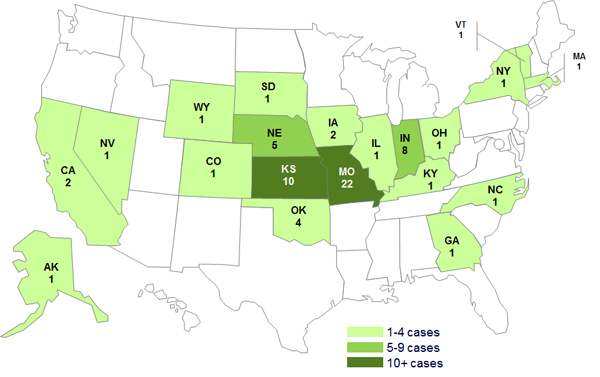 VT
1
MA
1
NY
1
SD
1
WY
1
IA
2
NE
5
NV
1
IL
1
IN
8
OH
1
CA
2
CO
1
KS
10
MO
22
KY
1
NC
1
OK
4
GA
1
AK
1
1-4 cases
5-9 cases
10+ cases